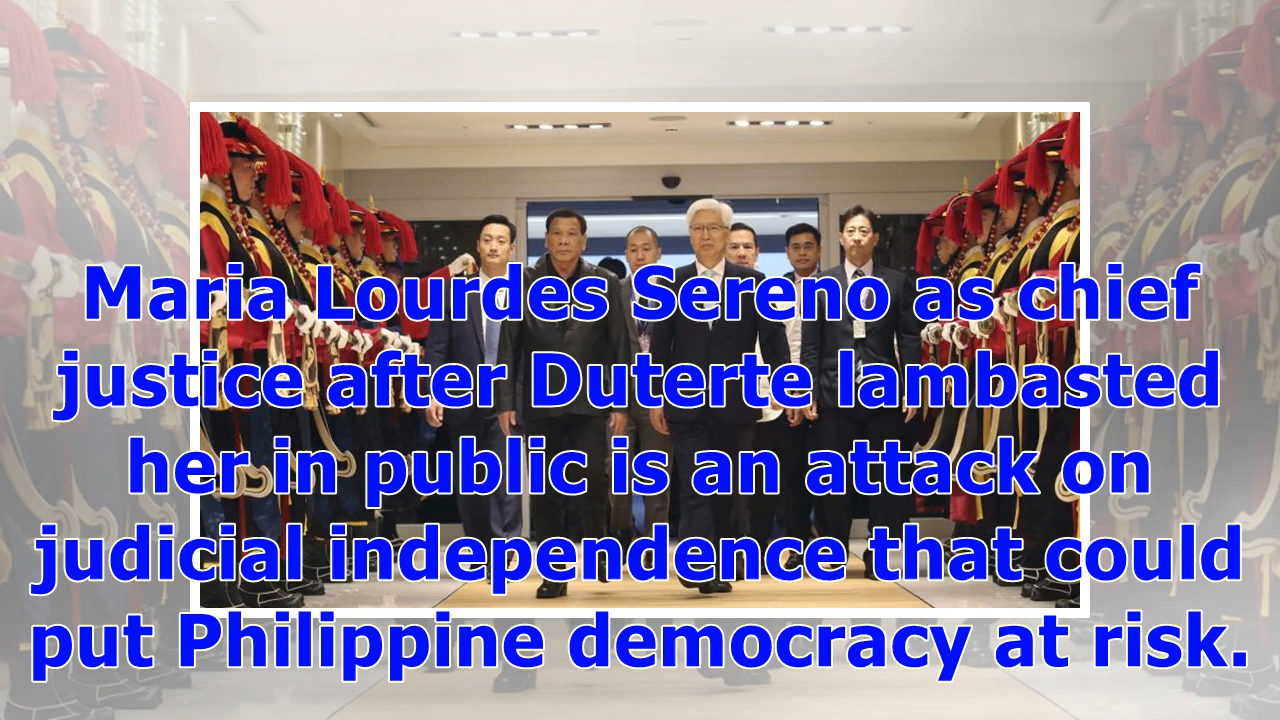 Maria Lourdes Sereno as chief
justice after Duterte lambasted
her in public is an attack on
judicial independence that could
put Philippine democracy at risk.